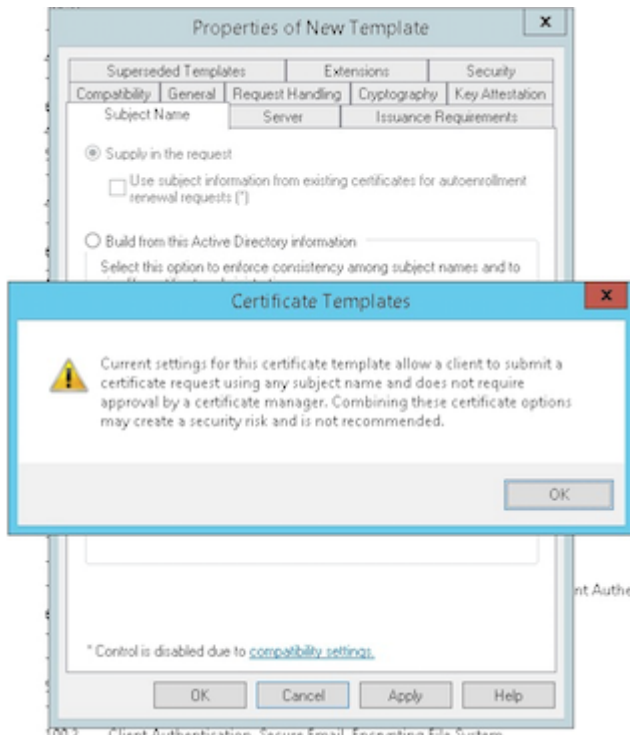 Properties of New Template
x
Superseded Templates Extensions Security
Compatibility General Request Handling Cryptography Key Attestation
Subject Name Server Issuance Requirements
Supply in the request
Use subject information from existing certificates for autoenrollment
renewal requests (*)
Build from this Active Directory information
Select this option to enforce consistency among subject names and to
Certificate Templates
x
Current settings for this certificate template allow a client to submit a
certificate request using any subject name and does not require
approval by a certificate manager. Combining these certificate options
may create a security risk and is not recommended.
OK
nt Authe
* Control is disabled due to compatibility settings.
OK Cancel Apply Help
Client Authentication, Secure Email, Encrypting File System